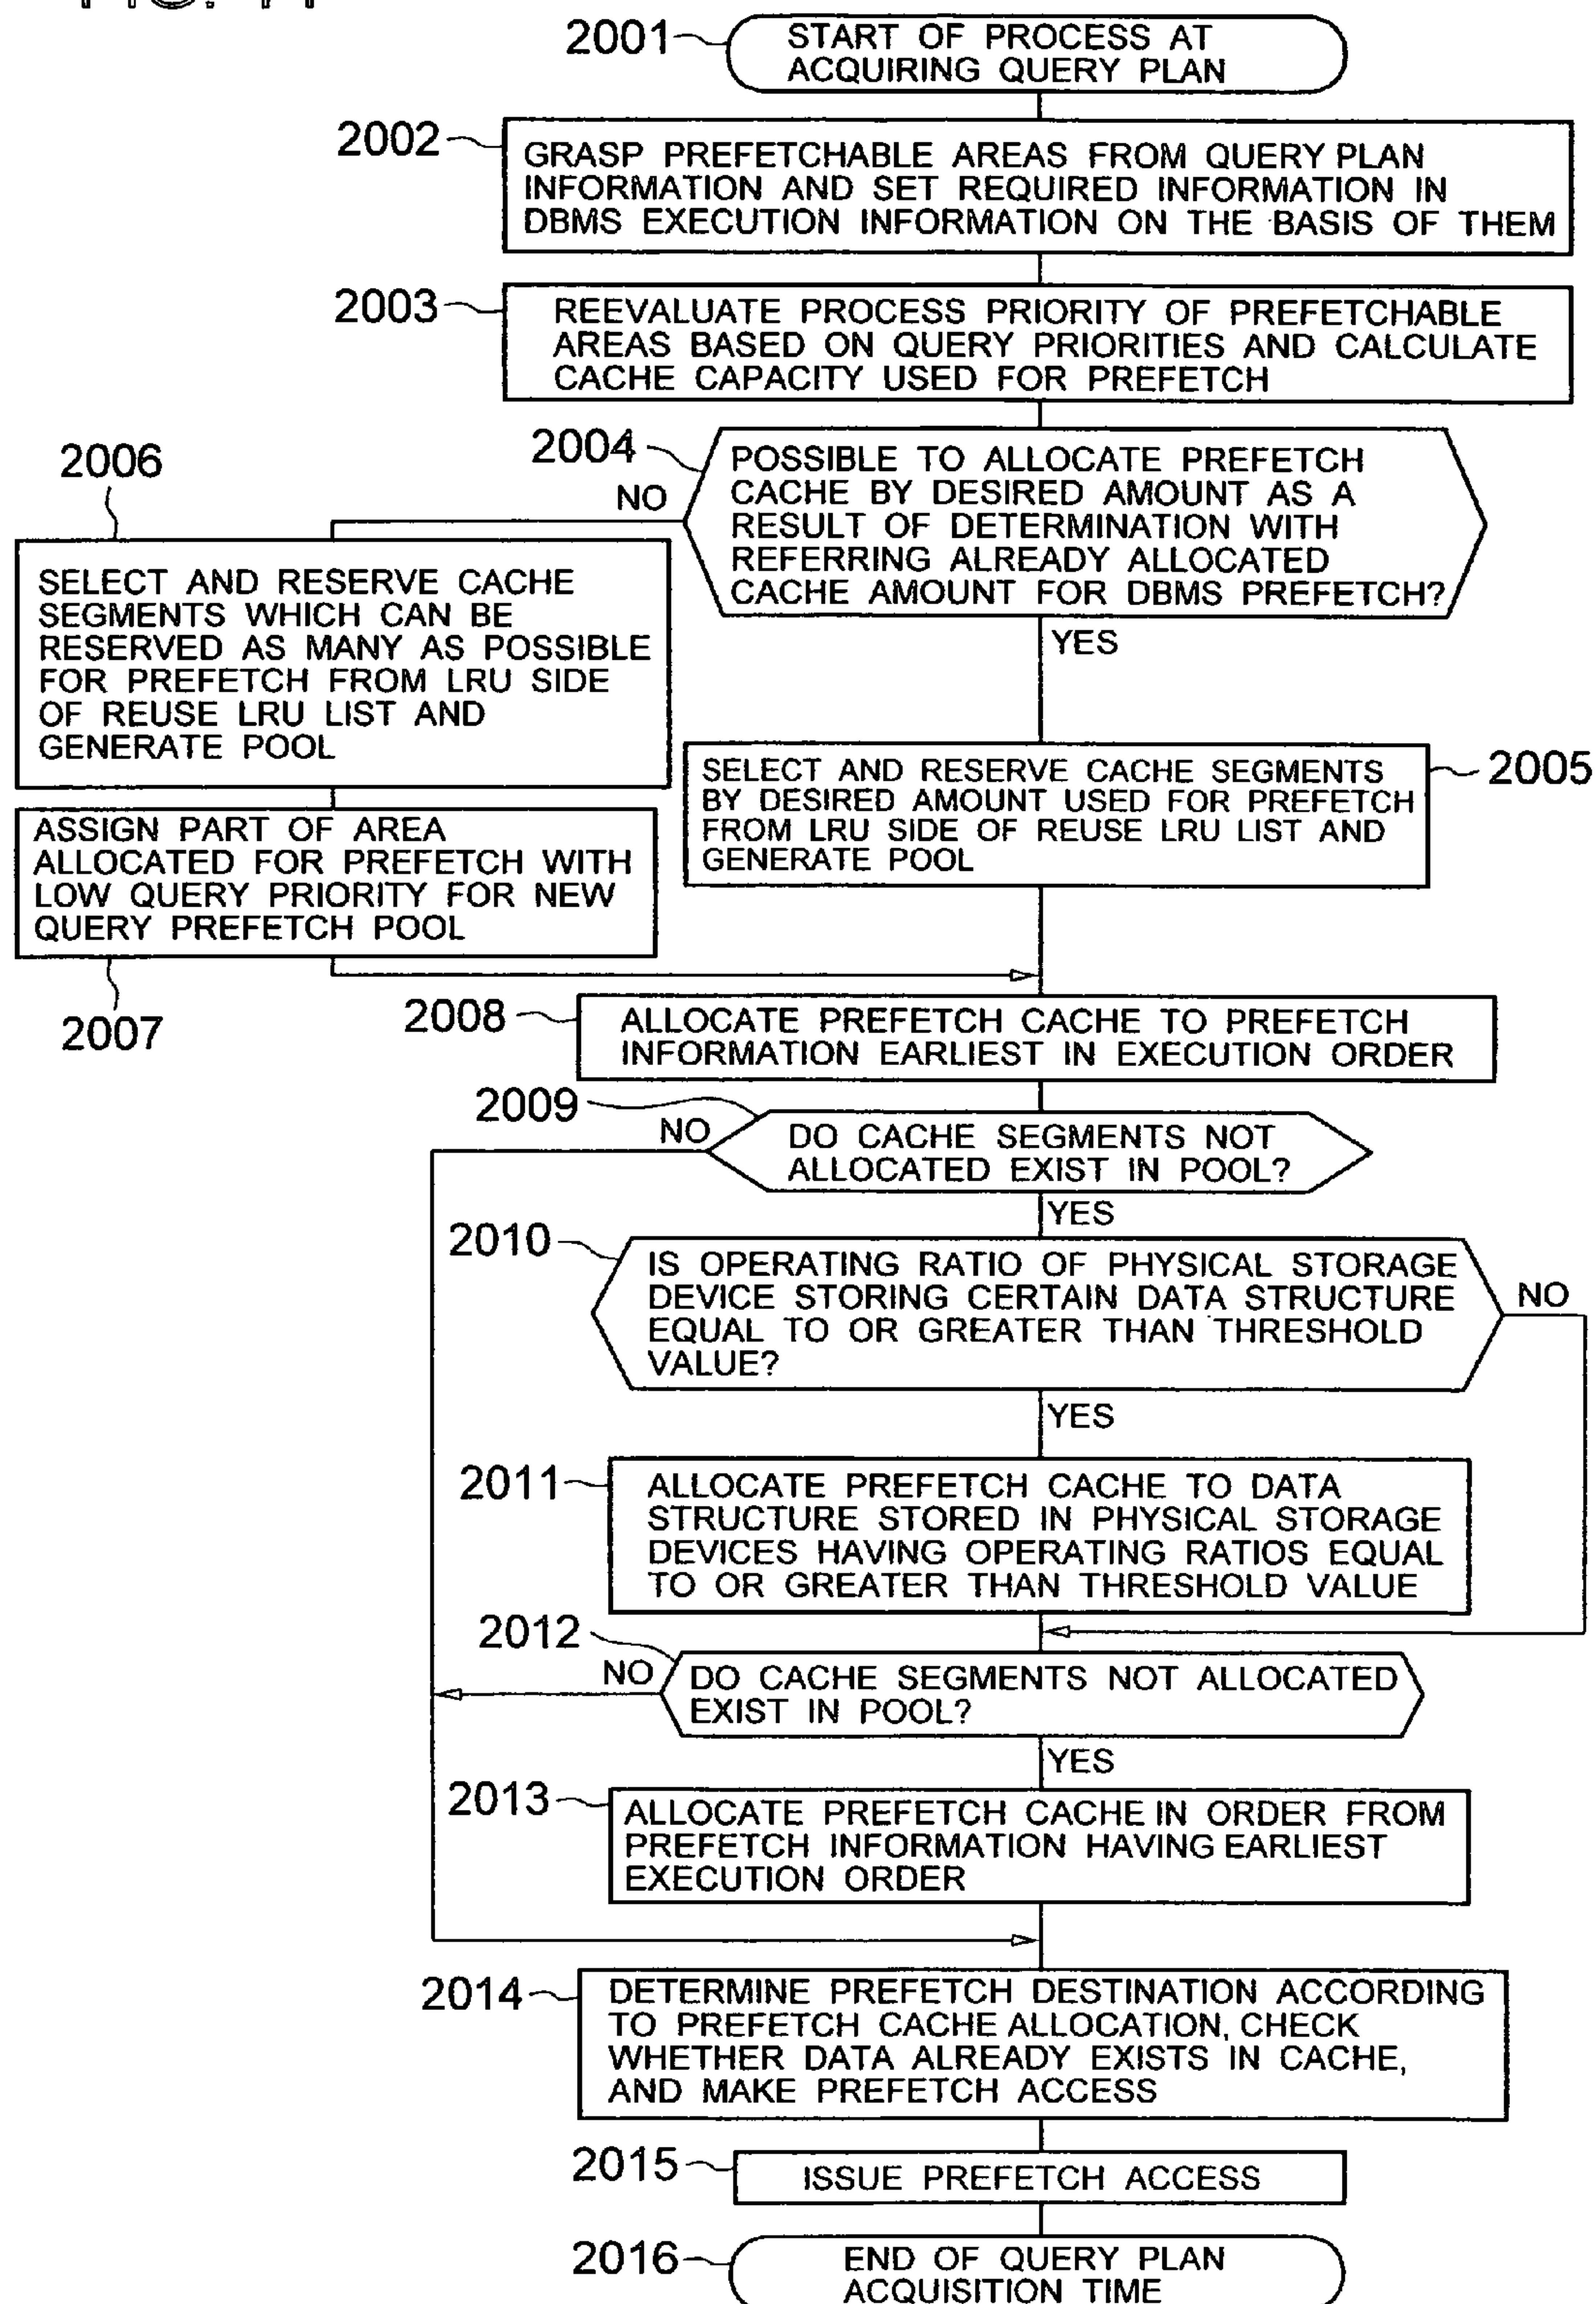 2001
START OF PROCESS AT
ACQUIRING QUERY PLAN
2002
GRASP PREFETCHABLE AREAS FROM QUERY PLAN
INFORMATION AND SET REQUIRED INFORMATION IN
DBMS EXECUTION INFORMATION ON THE BASIS OF THEM
2003
REEVALUATE PROCESS PRIORITY OF PREFETCHABLE
AREAS BASED ON QUERY PRIORITIES AND CALCULATE
CACHE CAPACITY USED FOR PREFETCH
2004
POSSIBLE TO ALLOCATE PREFETCH
CACHE BY DESIRED AMOUNT AS A
RESULT OF DETERMINATION WITH
REFERRING ALREADY ALLOCATED
CACHE AMOUNT FOR DBMS PREFETCH?
NO
YES
2006
SELECT AND RESERVE CACHE
SEGMENTS WHICH CAN BE
RESERVED AS MANY AS POSSIBLE
FOR PREFETCH FROM LRU SIDE
OF REUSE LRU LIST AND
GENERATE POOL
2005
SELECT AND RESERVE CACHE SEGMENTS
BY DESIRED AMOUNT USED FOR PREFETCH
FROM LRU SIDE OF REUSE LRU LIST AND
GENERATE POOL
ASSIGN PART OF AREA
ALLOCATED FOR PREFETCH WITH
LOW QUERY PRIORITY FOR NEW
QUERY PREFETCH POOL
2007
2008
ALLOCATE PREFETCH CACHE TO PREFETCH
INFORMATION EARLIEST IN EXECUTION ORDER
2009
NO
DO CACHE SEGMENTS NOT
ALLOCATED EXIST IN POOL?
YES
2010
IS OPERATING RATIO OF PHYSICAL STORAGE
DEVICE STORING CERTAIN DATA STRUCTURE
EQUAL TO OR GREATER THAN THRESHOLD
VALUE?
NO
YES
2011
ALLOCATE PREFETCH CACHE TO DATA
STRUCTURE STORED IN PHYSICAL STORAGE
DEVICES HAVING OPERATING RATIOS EQUAL
TO OR GREATER THAN THRESHOLD VALUE
2012
NO
DO CACHE SEGMENTS NOT ALLOCATED
EXIST IN POOL?
YES
2013
ALLOCATE PREFETCH CACHE IN ORDER FROM
PREFETCH INFORMATION HAVING EARLIEST
EXECUTION ORDER
2014
DETERMINE PREFETCH DESTINATION ACCORDING
TO PREFETCH CACHE ALLOCATION, CHECK
WHETHER DATA ALREADY EXISTS IN CACHE,
AND MAKE PREFETCH ACCESS
2015
ISSUE PREFETCH ACCESS
2016
END OF QUERY PLAN
ACQUISITION TIME